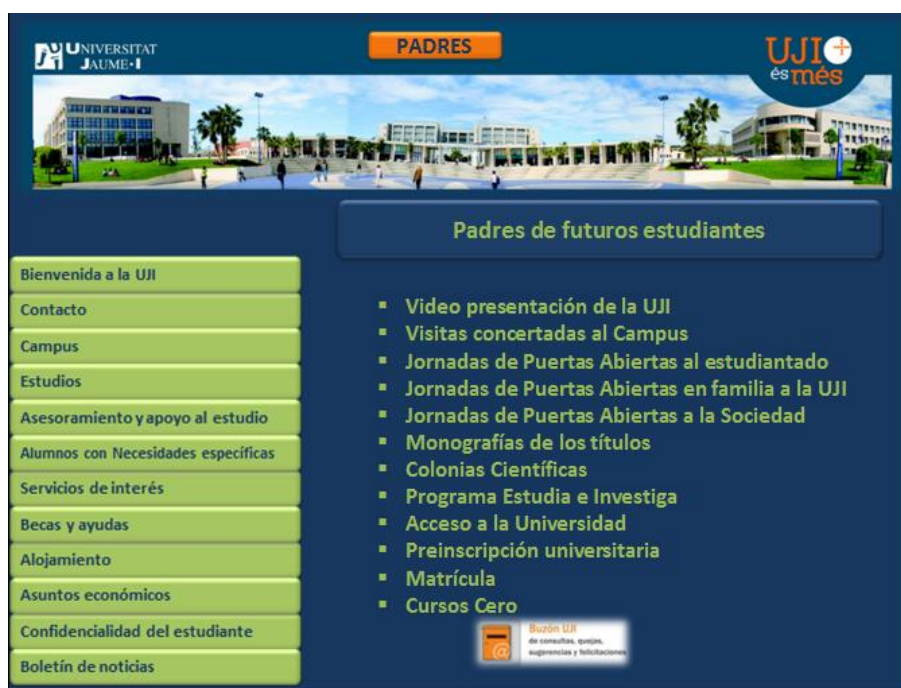 UNIVERSITAT
JAUME·I
PADRES
UJI+
és més
Padres de futuros estudiantes
Bienvenida a la UJI
Contacto
Campus
Estudios
Asesoramiento y apoyo al estudio
Alumnos con Necesidades específicas
Servicios de interés
Becas y ayudas
Alojamiento
Asuntos económicos
Confidencialidad del estudiante
Boletín de noticias
▪ Video presentación de la UJI
▪ Visitas concertadas al Campus
▪ Jornadas de Puertas Abiertas al estudiantado
▪ Jornadas de Puertas Abiertas en familia a la UJI
▪ Jornadas de Puertas Abiertas a la Sociedad
▪ Monografías de los títulos
▪ Colonias Científicas
▪ Programa Estudia e Investiga
▪ Acceso a la Universidad
▪ Preinscripción universitaria
▪ Matrícula
▪ Cursos Cero
@
Buzón UJI
de consultas, quejas,
sugerencias y felicitaciones